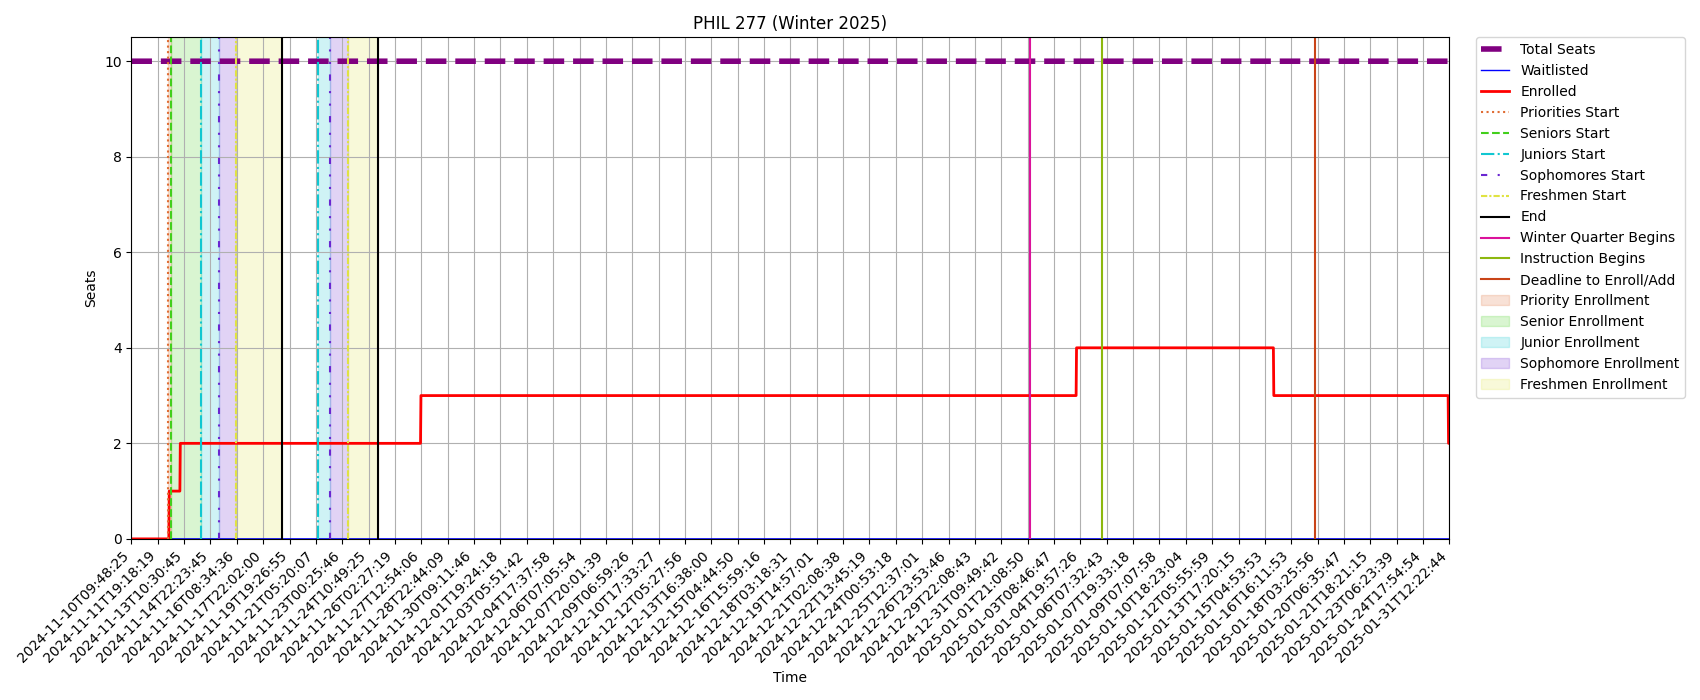 PHIL 277 (Winter 2025)
10
8
6
4
2
0
Seats
2024-11-10T09:48:25
2024-11-11T19:18:19
2024-11-13T10:30:45
2024-11-14T22:23:45
2024-11-16T08:34:36
2024-11-17T22:02:00
2024-11-19T19:26:55
2024-11-21T05:20:07
2024-11-23T00:25:46
2024-11-24T10:49:25
2024-11-26T02:27:19
2024-11-27T12:54:06
2024-11-28T22:44:09
2024-11-30T09:11:46
2024-12-01T19:24:18
2024-12-03T05:51:42
2024-12-04T17:37:58
2024-12-06T07:05:54
2024-12-07T20:01:39
2024-12-09T06:59:26
2024-12-10T17:33:27
2024-12-12T05:27:56
2024-12-13T16:38:00
2024-12-15T04:44:50
2024-12-16T15:59:16
2024-12-18T03:18:31
2024-12-19T14:57:01
2024-12-21T02:08:38
2024-12-22T13:45:19
2024-12-24T00:53:18
2024-12-25T12:37:01
2024-12-26T23:53:46
2024-12-29T22:08:43
2024-12-31T09:49:42
2025-01-01T21:08:50
2025-01-03T08:46:47
2025-01-04T19:57:26
2025-01-06T07:32:43
2025-01-07T19:33:18
2025-01-09T07:07:58
2025-01-10T18:23:04
2025-01-12T05:55:59
2025-01-13T17:20:15
2025-01-15T04:53:53
2025-01-16T16:11:53
2025-01-18T03:25:56
2025-01-20T06:35:47
2025-01-21T18:21:15
2025-01-23T06:23:39
2025-01-24T17:54:54
2025-01-31T12:22:44
Time
Total Seats
Waitlisted
Enrolled
Priorities Start
Seniors Start
Juniors Start
Sophomores Start
Freshmen Start
End
Winter Quarter Begins
Instruction Begins
Deadline to Enroll/Add
Priority Enrollment
Senior Enrollment
Junior Enrollment
Sophomore Enrollment
Freshmen Enrollment